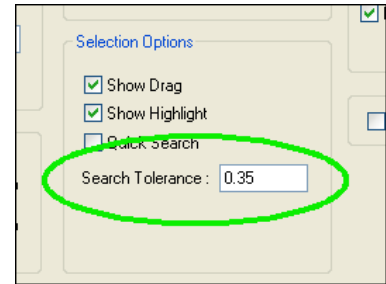 Selection Options
Show Drag
Show Highlight
Quick Search
Search Tolerance : 0.35